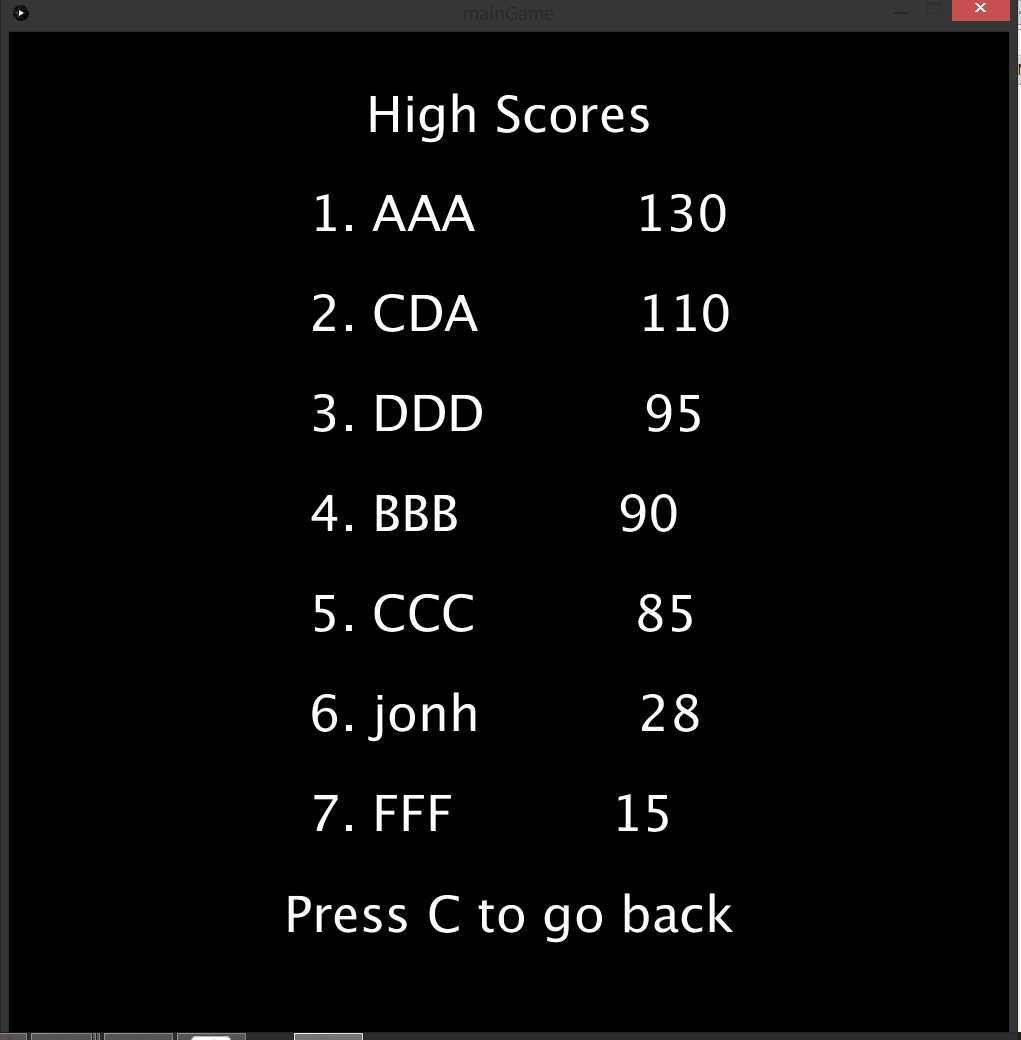 mainGame
High Scores
1. AAA 130
2. CDA 110
3. DDD 95
4. BBB 90
5. CCC 85
6. jonh 28
7. FFF 15
Press C to go back